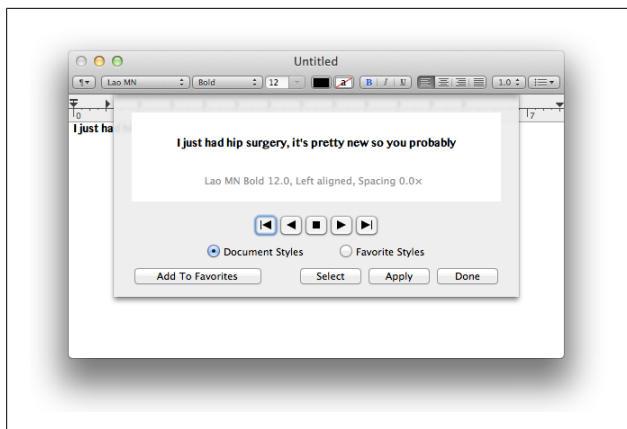 Untitled
¶ Lao MN Bold 12 a B I U 1.0
0 7
I just ha
I just had hip surgery, it's pretty new so you probably
Lao MN Bold 12.0, Left aligned, Spacing 0.0×
Document Styles Favorite Styles
Add To Favorites Select Apply Done